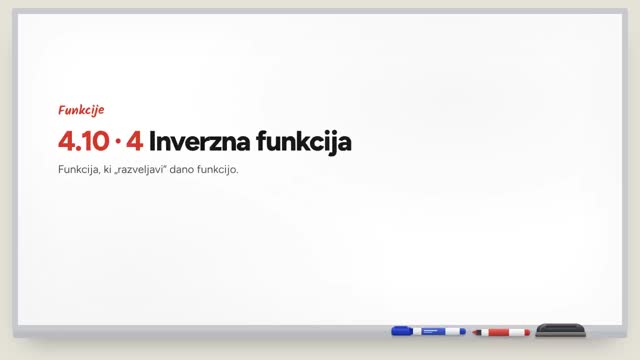 Funkcije
4.10 · 4 Inverzna funkcija
Funkcija, ki „razveljavi“ dano funkcijo.